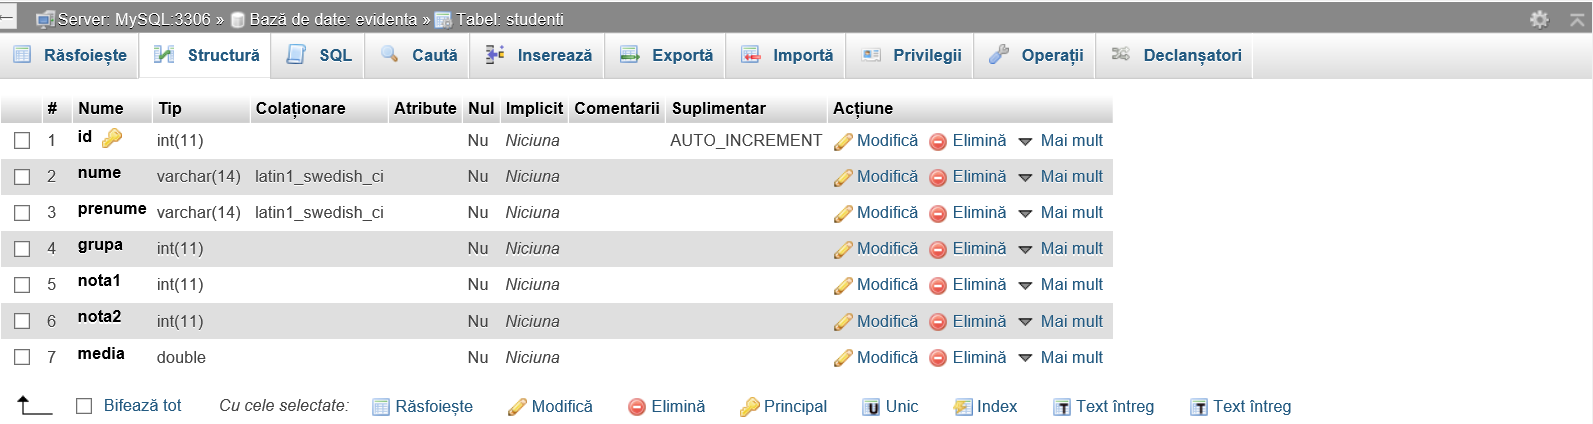 Server: MySQL:3306 » Bază de date: evidenta » Tabel: studenti
Răsfoiește Structură SQL Caută Inserează Exportă Importă Privilegii Operații Declanșatori
# Nume Tip Colaționare Atribute Nul Implicit Comentarii Suplimentar Acțiune
1 id int(11) Nu Niciuna AUTO_INCREMENT Modifică Elimină Mai mult
2 nume varchar(14) latin1_swedish_ci Nu Niciuna Modifică Elimină Mai mult
3 prenume varchar(14) latin1_swedish_ci Nu Niciuna Modifică Elimină Mai mult
4 grupa int(11) Nu Niciuna Modifică Elimină Mai mult
5 nota1 int(11) Nu Niciuna Modifică Elimină Mai mult
6 nota2 int(11) Nu Niciuna Modifică Elimină Mai mult
7 media double Nu Niciuna Modifică Elimină Mai mult
Bifează tot Cu cele selectate: Răsfoiește Modifică Elimină Principal Unic Index Text întreg Text întreg